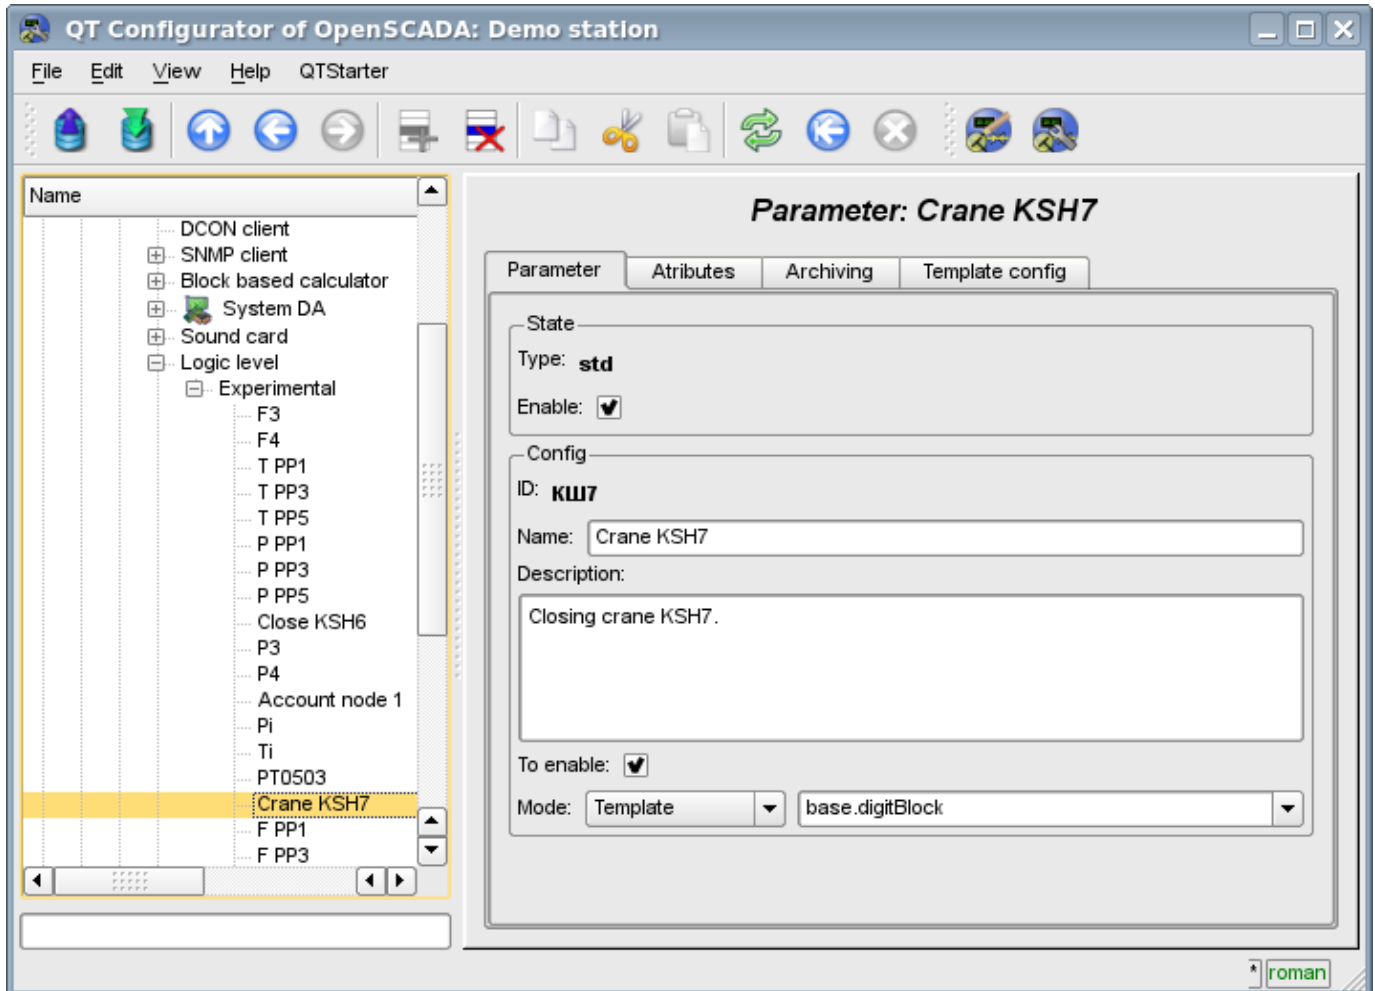 QT Configurator of OpenSCADA: Demo station
File Edit View Help QTStarter
Name
DCON client
SNMP client
Block based calculator
System DA
Sound card
Logic level
Experimental
F3
F4
T PP1
T PP3
T PP5
P PP1
P PP3
P PP5
Close KSH6
P3
P4
Account node 1
Pi
Ti
PT0503
Crane KSH7
F PP1
F PP3
Parameter: Crane KSH7
Parameter Atributes Archiving Template config
State
Type: std
Enable:
Config
ID: КШ7
Name: Crane KSH7
Description:
Closing crane KSH7.
To enable:
Mode: Template base.digitBlock
* roman